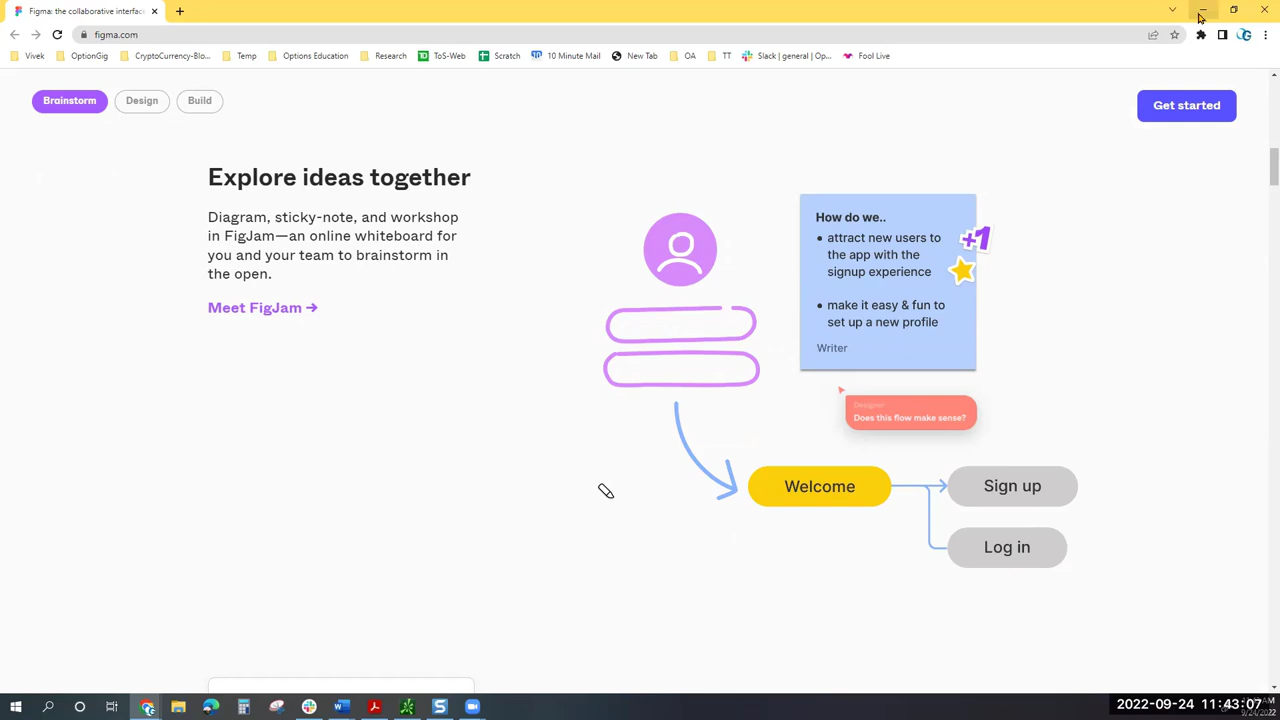 Figma: the collaborative interfac
figma.com
Vivek
OptionGig
CryptoCurrency-Blo...
Temp
Options Education
Research
ToS-Web
Scratch
10 Minute Mail
New Tab
OA
TT
Slack | general | Op...
Fool Live
Brainstorm
Design
Build
Get started
Explore ideas together
Diagram, sticky-note, and workshop
in FigJam—an online whiteboard for
you and your team to brainstorm in
the open.
Meet FigJam →
How do we..
• attract new users to
the app with the
signup experience
• make it easy & fun to
set up a new profile
Writer
+1
Designer
Does this flow make sense?
Welcome
Sign up
Log in
2022-09-24 11:43:07